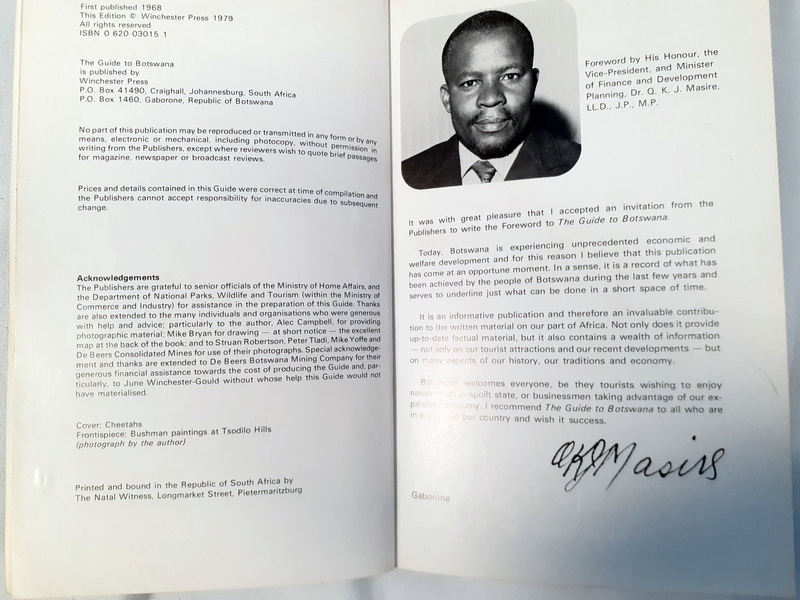 First published 1968
This Edition © Winchester Press 1979
All rights reserved
ISBN 0 620 03015 1
The Guide to Botswana
is published by
Winchester Press
P.O. Box 41490, Craighall, Johannesburg, South Africa
P.O. Box 1460, Gaborone, Republic of Botswana
No part of this publication may be reproduced or transmitted in any form or by any
means, electronic or mechanical, including photocopy, without permission in
writing from the Publishers, except where reviewers wish to quote brief passages
for magazine, newspaper or broadcast reviews.
Prices and details contained in this Guide were correct at time of compilation and
the Publishers cannot accept responsibility for inaccuracies due to subsequent
change.
Acknowledgements
The Publishers are grateful to senior officials of the Ministry of Home Affairs, and
the Department of National Parks, Wildlife and Tourism (within the Ministry of
Commerce and Industry) for assistance in the preparation of this Guide. Thanks
are also extended to the many individuals and organisations who were generous
with help and advice; particularly to the author, Alec Campbell, for providing
photographic material; Mike Bryan for drawing — at short notice — the excellent
map at the back of the book; and to Struan Robertson, Peter Tladi, Mike Yoffe and
De Beers Consolidated Mines for use of their photographs. Special acknowledge-
ment and thanks are extended to De Beers Botswana Mining Company for their
generous financial assistance towards the cost of producing the Guide and, par-
ticularly, to June Winchester-Gould without whose help this Guide would not
have materialised.
Cover: Cheetahs
Frontispiece: Bushman paintings at Tsodilo Hills
(photograph by the author)
Printed and bound in the Republic of South Africa by
The Natal Witness, Longmarket Street, Pietermaritzburg
Foreword by His Honour, the
Vice-President, and Minister
of Finance and Development
Planning, Dr. Q. K. J. Masire,
LL.D., J.P., M.P.
It was with great pleasure that I accepted an invitation from the
Publishers to write the Foreword to The Guide to Botswana.
Today, Botswana is experiencing unprecedented economic and
welfare development and for this reason I believe that this publication
has come at an opportune moment. In a sense, it is a record of what has
been achieved by the people of Botswana during the last few years and
serves to underline just what can be done in a short space of time.
It is an informative publication and therefore an invaluable contribu-
tion to the written material on our part of Africa. Not only does it provide
up-to-date factual material, but it also contains a wealth of information
— not only on our tourist attractions and our recent developments — but
on many aspects of our history, our traditions and economy.
welcomes everyone, be they tourists wishing to enjoy
unspoilt state, or businessmen taking advantage of our ex-
economy. I recommend The Guide to Botswana to all who are
our country and wish it success.
QKJMasire
Gaborone